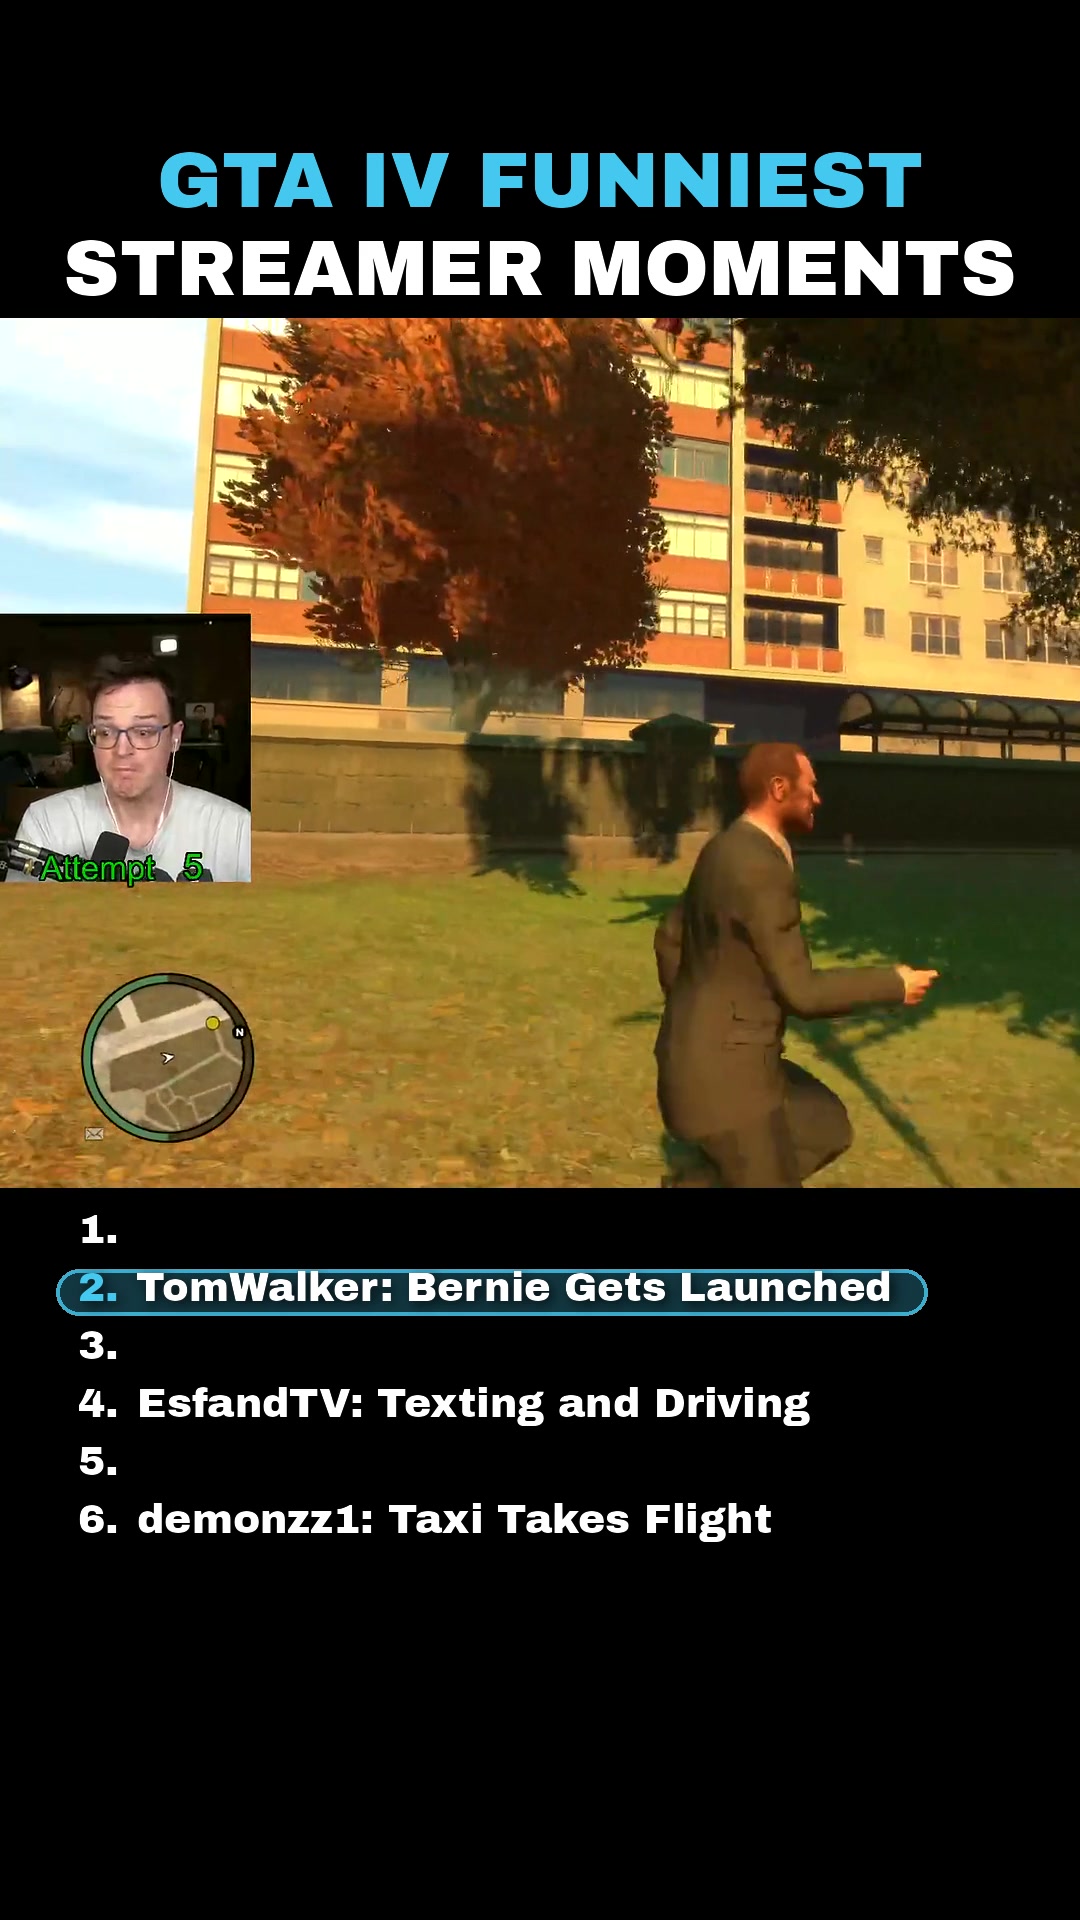 GTA IV FUNNIEST
STREAMER MOMENTS
Attempt 5
N
1.
2. TomWalker: Bernie Gets Launched
3.
4. EsfandTV: Texting and Driving
5.
6. demonzz1: Taxi Takes Flight